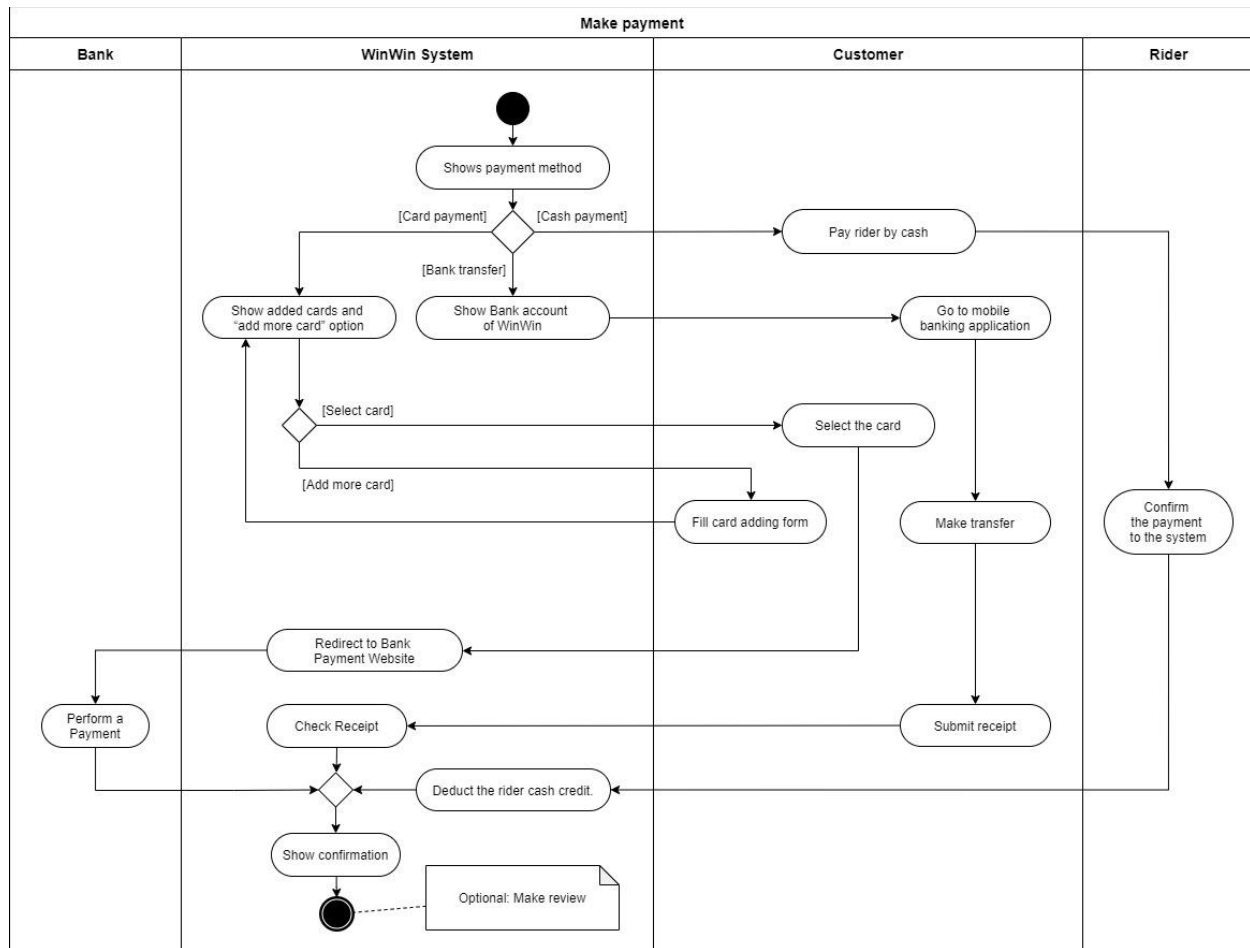 Make payment
Bank
WinWin System
Customer
Rider
Shows payment method
[Card payment]
[Cash payment]
Pay rider by cash
[Bank transfer]
Show added cards and
“add more card” option
Show Bank account
of WinWin
Go to mobile
banking application
[Select card]
Select the card
[Add more card]
Fill card adding form
Make transfer
Confirm
the payment
to the system
Redirect to Bank
Payment Website
Perform a
Payment
Check Receipt
Submit receipt
Deduct the rider cash credit.
Show confirmation
Optional: Make review